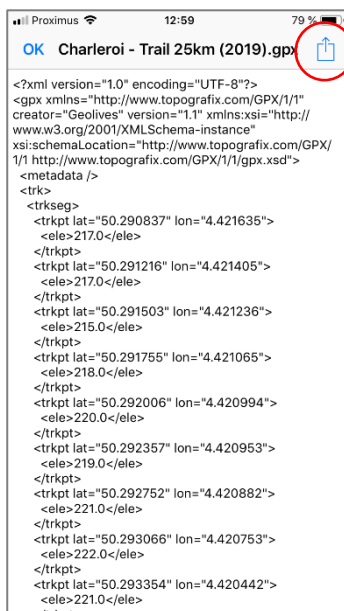 Proximus 12:59 79 %
OK Charleroi - Trail 25km (2019).gpx
<?xml version="1.0" encoding="UTF-8"?>
<gpx xmlns="http://www.topografix.com/GPX/1/1"
creator="Geolives" version="1.1" xmlns:xsi="http://
www.w3.org/2001/XMLSchema-instance"
xsi:schemaLocation="http://www.topografix.com/GPX/
1/1 http://www.topografix.com/GPX/1/1/gpx.xsd">
<metadata />
<trk>
<trkseg>
<trkpt lat="50.290837" lon="4.421635">
<ele>217.0</ele>
</trkpt>
<trkpt lat="50.291216" lon="4.421405">
<ele>217.0</ele>
</trkpt>
<trkpt lat="50.291503" lon="4.421236">
<ele>215.0</ele>
</trkpt>
<trkpt lat="50.291755" lon="4.421065">
<ele>218.0</ele>
</trkpt>
<trkpt lat="50.292006" lon="4.420994">
<ele>220.0</ele>
</trkpt>
<trkpt lat="50.292357" lon="4.420953">
<ele>219.0</ele>
</trkpt>
<trkpt lat="50.292752" lon="4.420882">
<ele>221.0</ele>
</trkpt>
<trkpt lat="50.293066" lon="4.420753">
<ele>222.0</ele>
</trkpt>
<trkpt lat="50.293354" lon="4.420442">
<ele>221.0</ele>